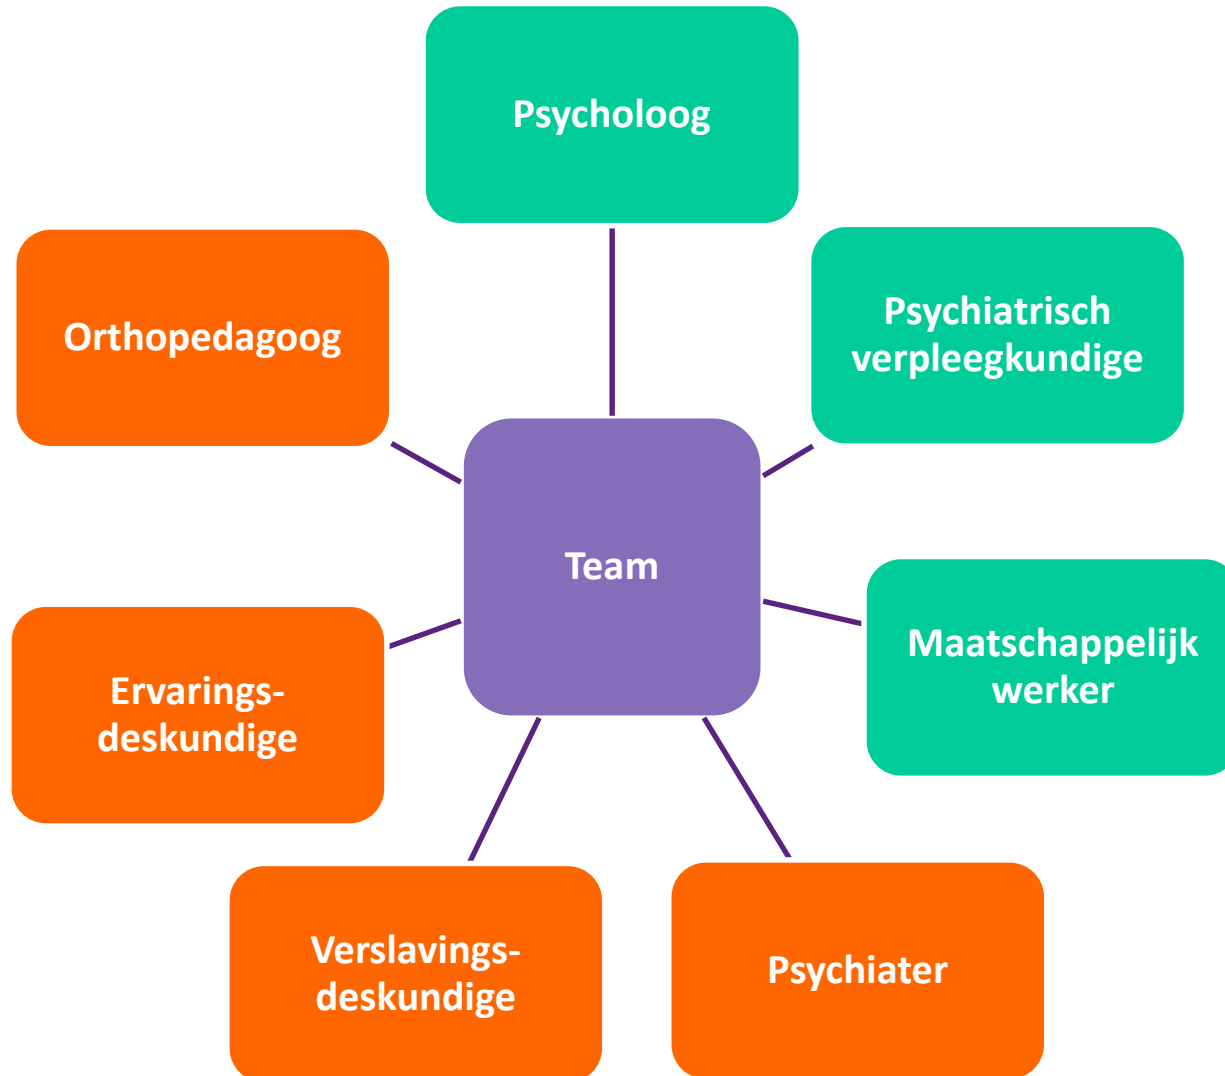 Psycholoog
Psychiatrisch
verpleegkundige
Maatschappelijk
werker
Psychiater
Verslavings-
deskundige
Ervarings-
deskundige
Orthopedagoog
Team